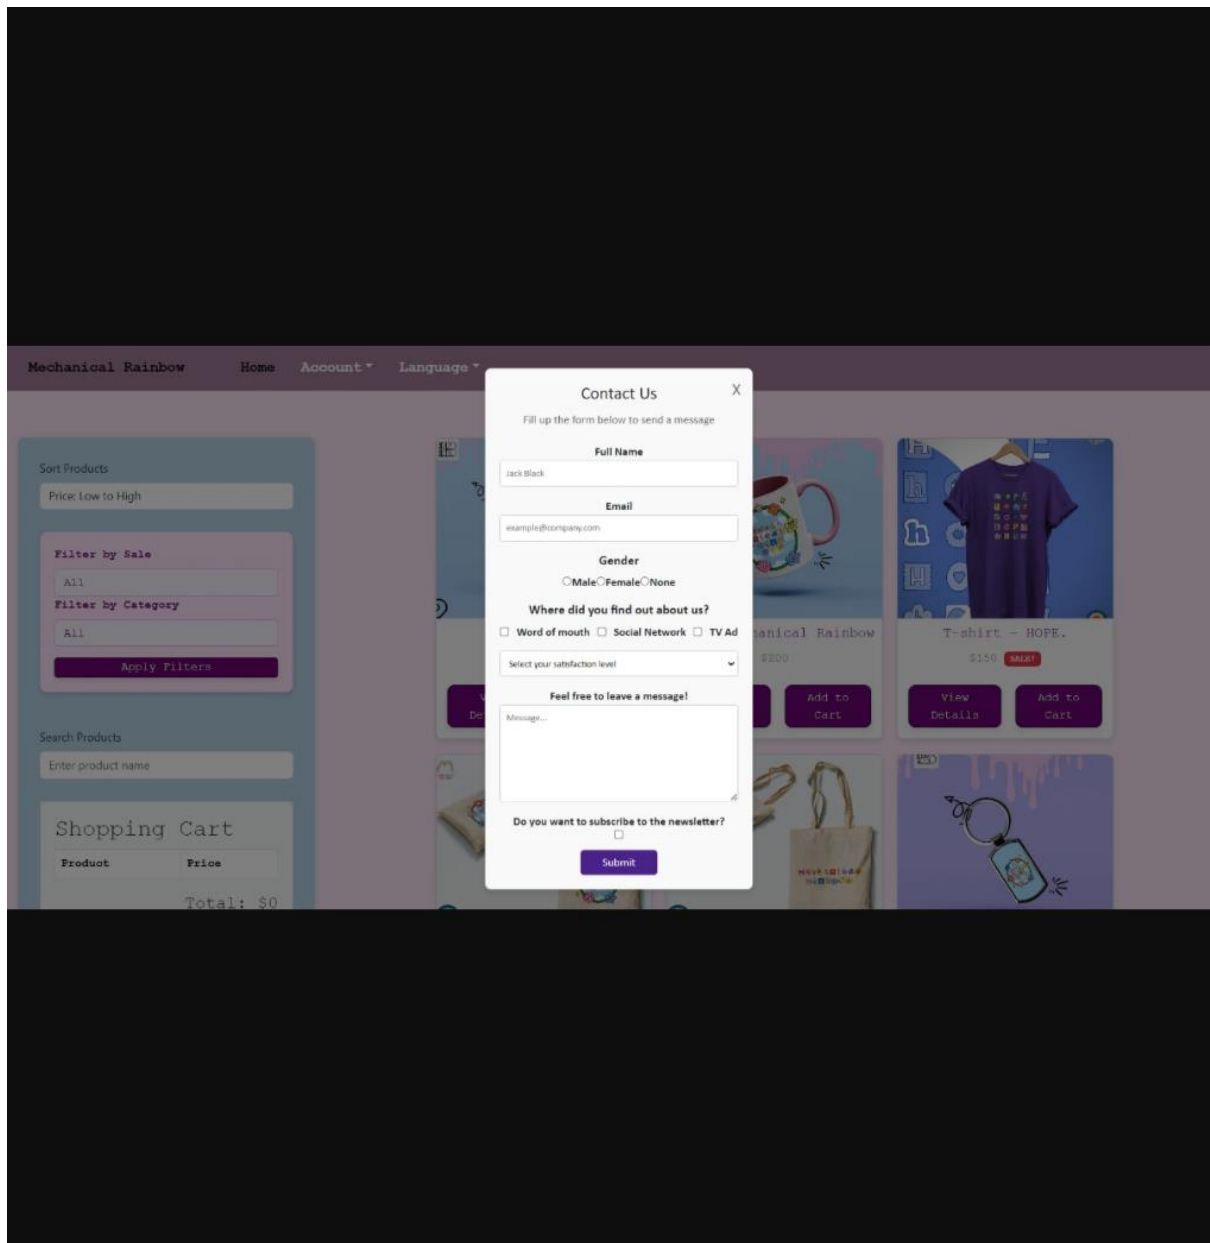 Mechanical Rainbow
Home
Account
Language
Contact Us
X
Fill up the form below to send a message
Full Name
Jack Black
Email
example@company.com
Gender
Male Female None
Where did you find out about us?
Word of mouth Social Network TV Ad
Select your satisfaction level
Feel free to leave a message!
Message...
Do you want to subscribe to the newsletter?
Submit
Sort Products
Price: Low to High
Filter by Sale
All
Filter by Category
All
Apply Filters
Search Products
Enter product name
Shopping Cart
Product Price
Total: $0
Rainbow
$200
Add to
Cart
T-shirt - HOPE.
$150 SALE!
View
Details
Add to
Cart